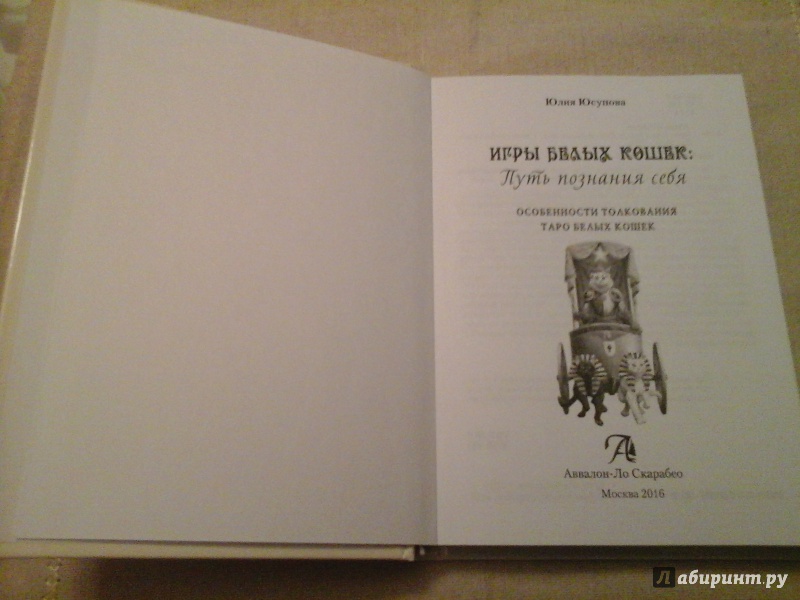 Юлия Юсупова
ИГРЫ БЕЛЫХ КОШЕК:
Путь познания себя
ОСОБЕННОСТИ ТОЛКОВАНИЯ
ТАРО БЕЛЫХ КОШЕК
А
Аввалон-Ло Скарабео
Москва 2016
Лабиринт.ру